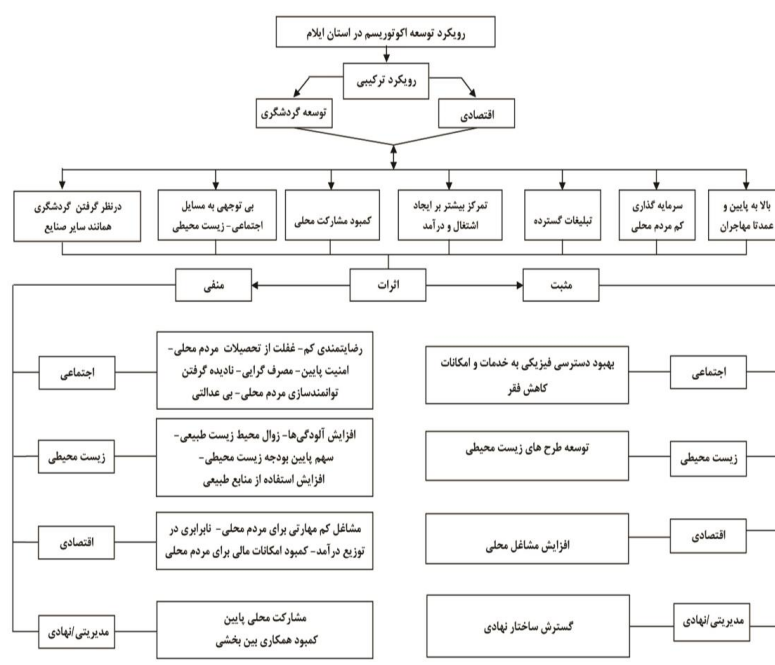 رویکرد توسعه اکوتوریسم در استان ایلام
رویکرد ترکیبی
اقتصادی
توسعه گردشگری
بالا به پایین و
عمدتا مهاجران
سرمایه گذاری
کم مردم محلی
تبلیغات گسترده
تمرکز بیشتر بر ایجاد
اشتغال و درآمد
کمبود مشارکت محلی
بی توجهی به مسایل
اجتماعی- زیست محیطی
درنظر گرفتن گردشگری
همانند سایر صنایع
مثبت
اثرات
منفی
اجتماعی
بهبود دسترسی فیزیکی به خدمات و امکانات
کاهش فقر
زیست محیطی
توسعه طرح های زیست محیطی
اقتصادی
افزایش مشاغل محلی
مدیریتی/نهادی
گسترش ساختار نهادی
رضایتمندی کم- غفلت از تحصیلات مردم محلی-
امنیت پایین- مصرف گرایی- نادیده گرفتن
توانمندسازی مردم محلی- بی عدالتی
اجتماعی
افزایش آلودگی‌ها- زوال محیط زیست طبیعی-
سهم پایین بودجه زیست محیطی-
افزایش استفاده از منابع طبیعی
زیست محیطی
مشاغل کم مهارتی برای مردم محلی- نابرابری در
توزیع درآمد- کمبود امکانات مالی برای مردم محلی
اقتصادی
مشارکت محلی پایین
کمبود همکاری بین بخشی
مدیریتی/نهادی